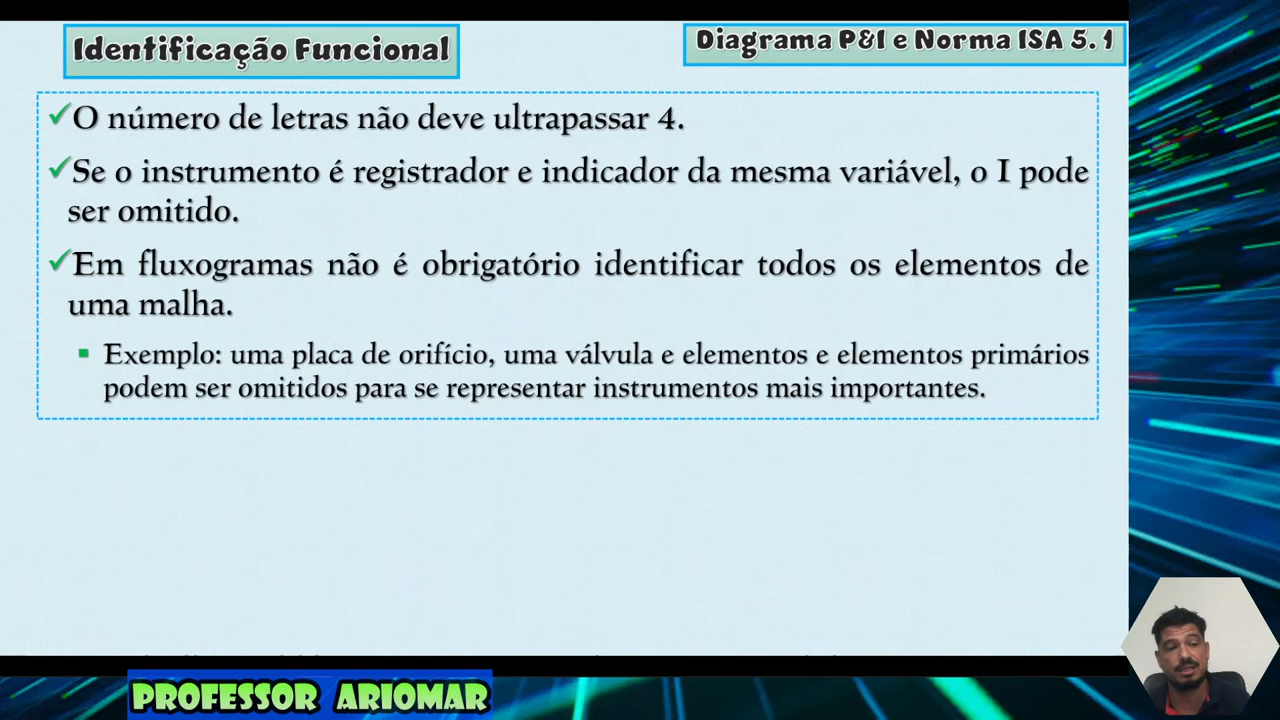 Identificação Funcional
Diagrama P&I e Norma ISA 5.1
O número de letras não deve ultrapassar 4.
Se o instrumento é registrador e indicador da mesma variável, o I pode
ser omitido.
Em fluxogramas não é obrigatório identificar todos os elementos de
uma malha.
Exemplo: uma placa de orifício, uma válvula e elementos e elementos primários
podem ser omitidos para se representar instrumentos mais importantes.
PROFESSOR ARIOMAR